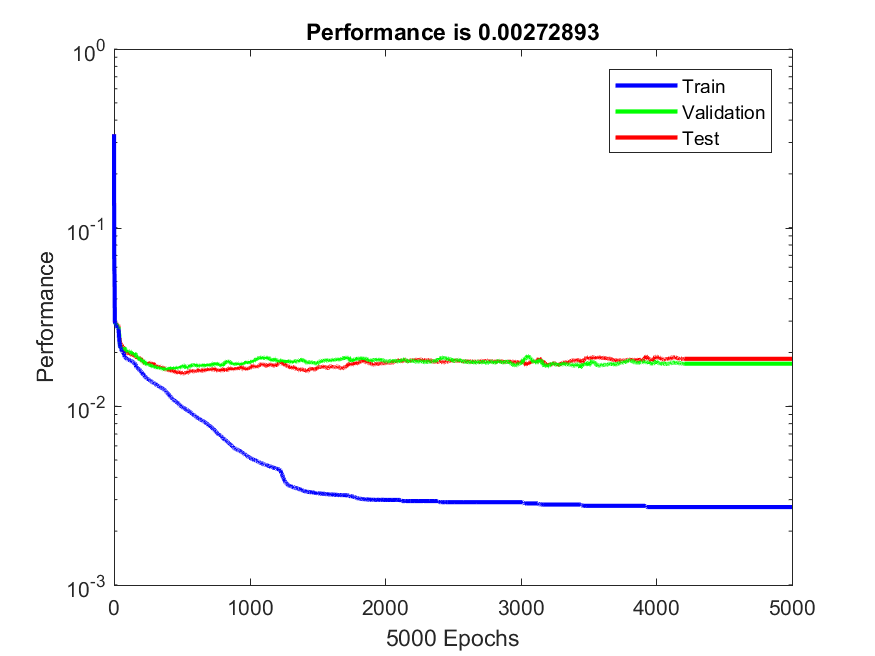 Performance is 0.00272893
10^0
10^-1
10^-2
10^-3
Performance
Train
Validation
Test
0 1000 2000 3000 4000 5000
5000 Epochs